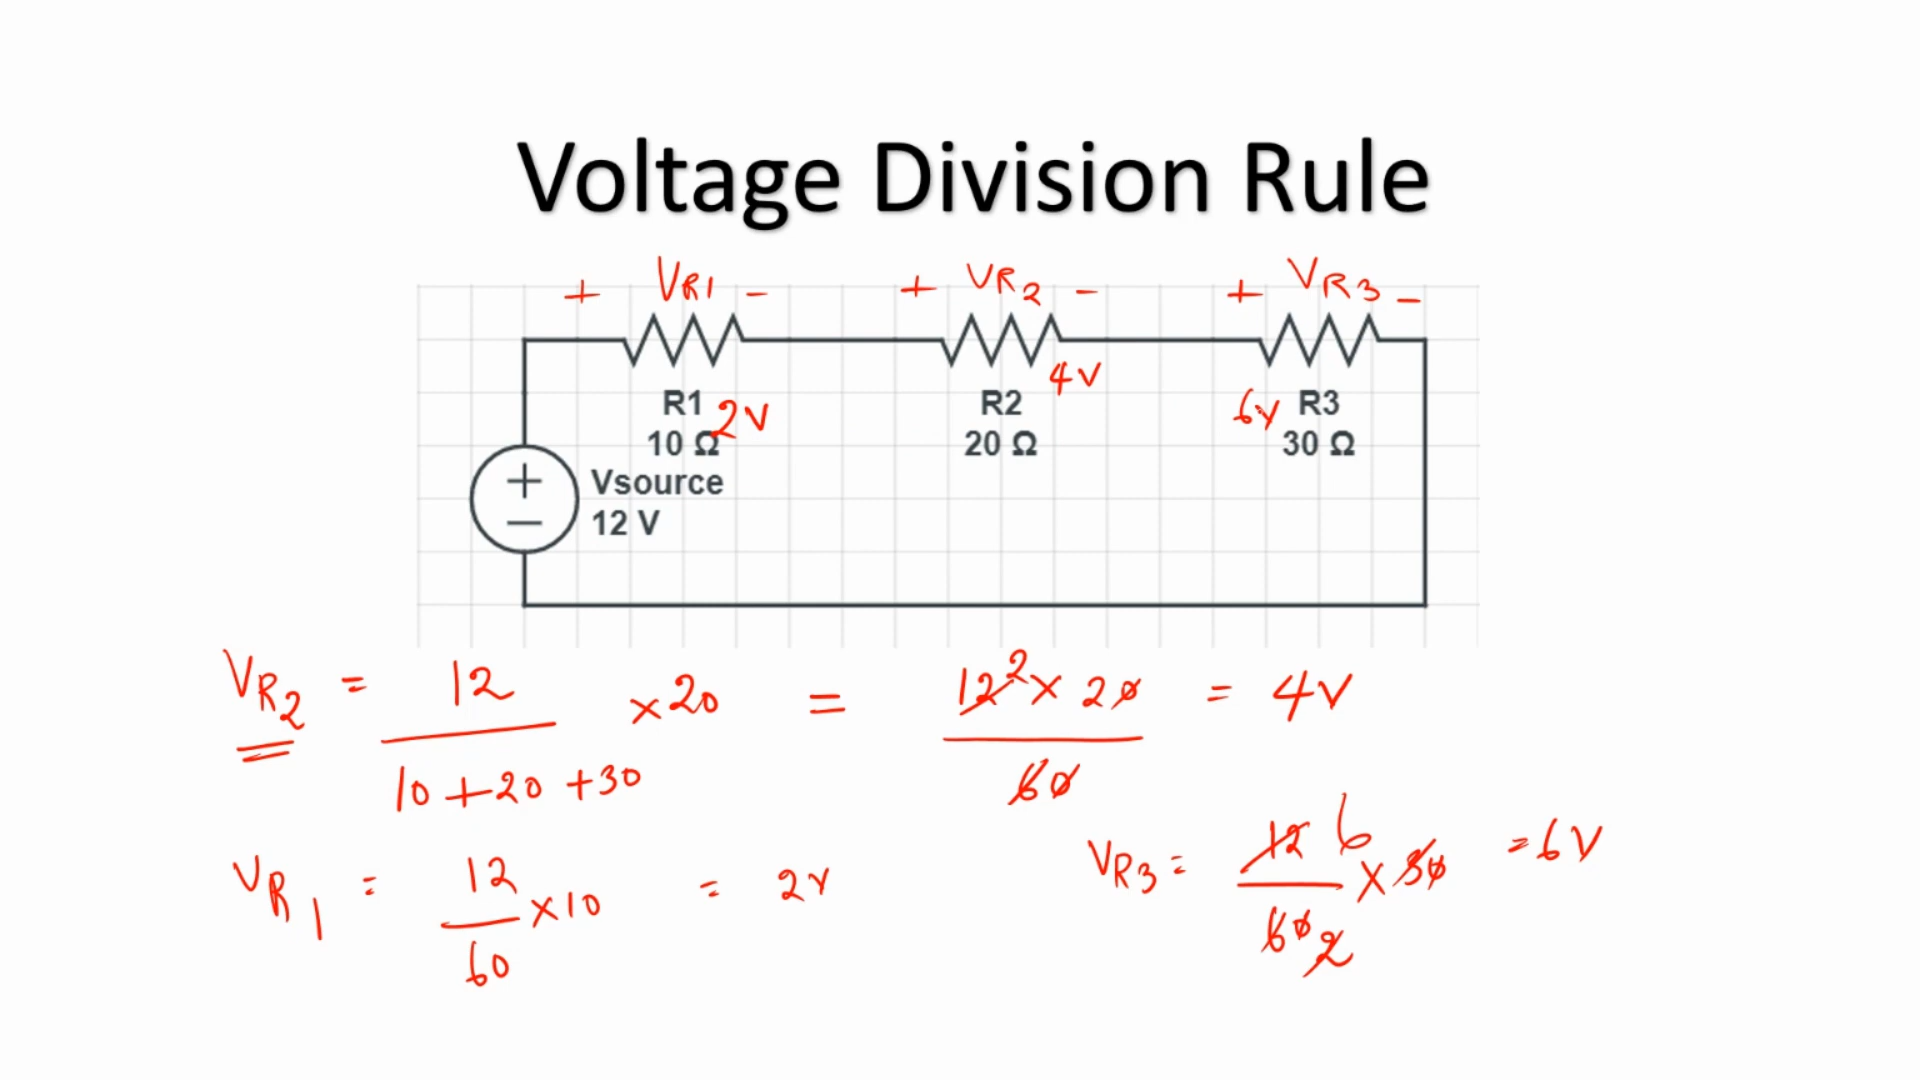 Voltage Division Rule
+ VR1 - + VR2 - + VR3 -
R1 R2 R3
10 Ω 20 Ω 30 Ω
2V 4V 6V
+ Vsource
− 12 V
VR2 = 12 / 10+20+30 ×20 = 12² × 20 / 60 = 4V
VR1 = 12 / 60 ×10 = 2V
VR3 = 12 6 / 60 2 × 30 = 6V